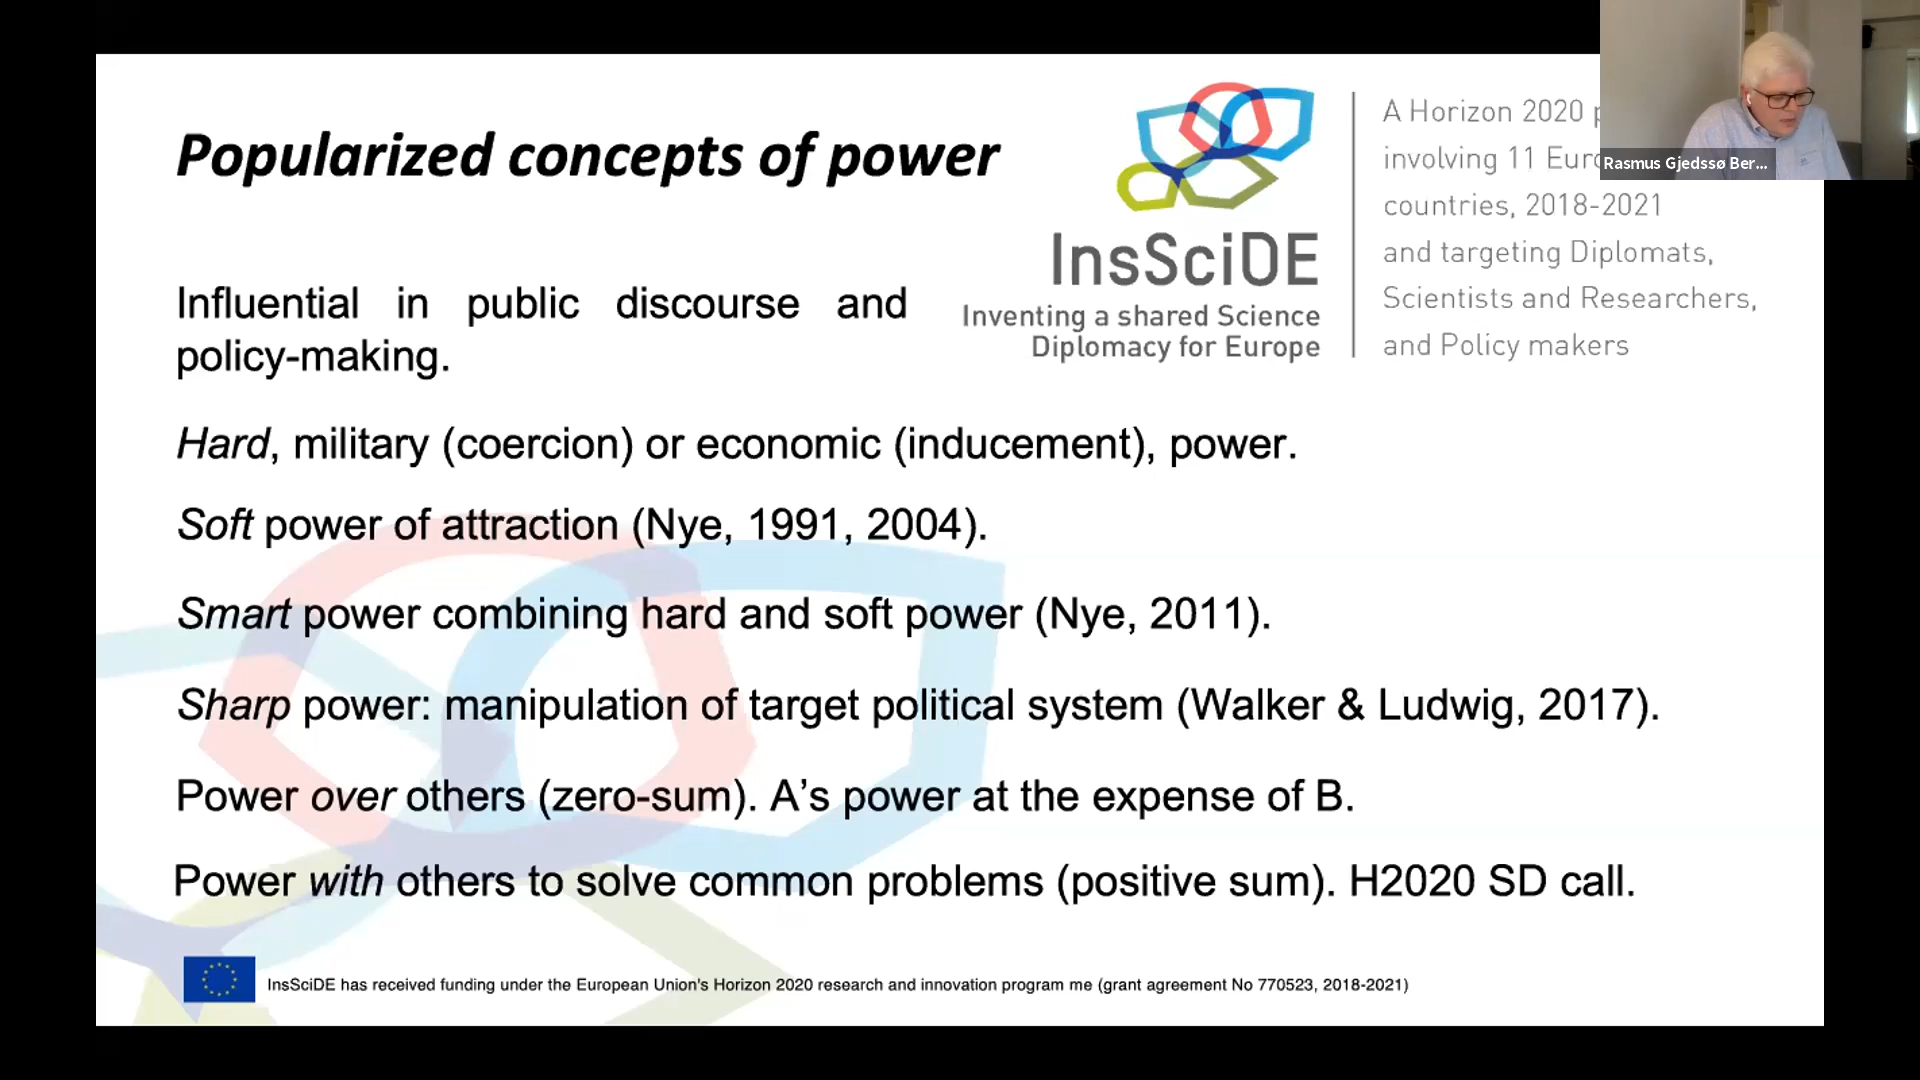 Popularized concepts of power
InsSciDE
Inventing a shared Science
Diplomacy for Europe
A Horizon 2020
involving 11
countries, 2018-2021
and targeting Diplomats,
Scientists and Researchers,
and Policy makers
Rasmus Gjedssø Ber...
Influential in public discourse and
policy-making.
Hard, military (coercion) or economic (inducement), power.
Soft power of attraction (Nye, 1991, 2004).
Smart power combining hard and soft power (Nye, 2011).
Sharp power: manipulation of target political system (Walker & Ludwig, 2017).
Power over others (zero-sum). A’s power at the expense of B.
Power with others to solve common problems (positive sum). H2020 SD call.
InsSciDE has received funding under the European Union's Horizon 2020 research and innovation program me (grant agreement No 770523, 2018-2021)